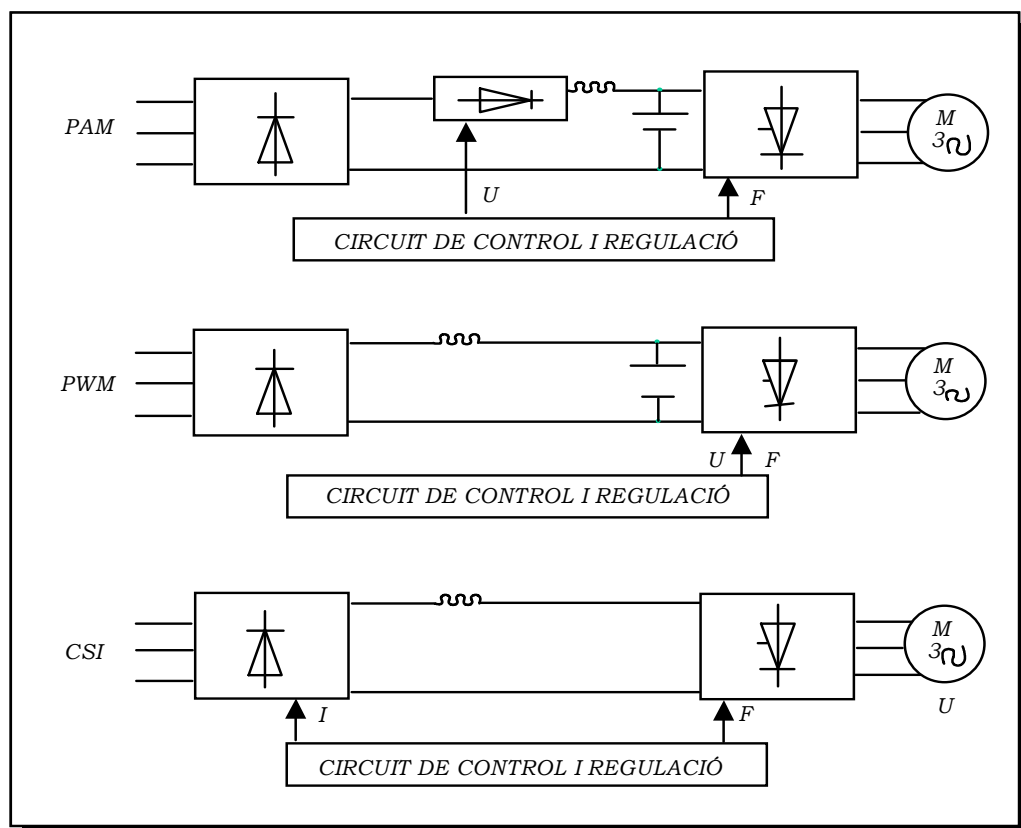 PAM
M
3
U
F
CIRCUIT DE CONTROL I REGULACIÓ
PWM
M
3
U F
CIRCUIT DE CONTROL I REGULACIÓ
CSI
M
3
U
I
F
CIRCUIT DE CONTROL I REGULACIÓ